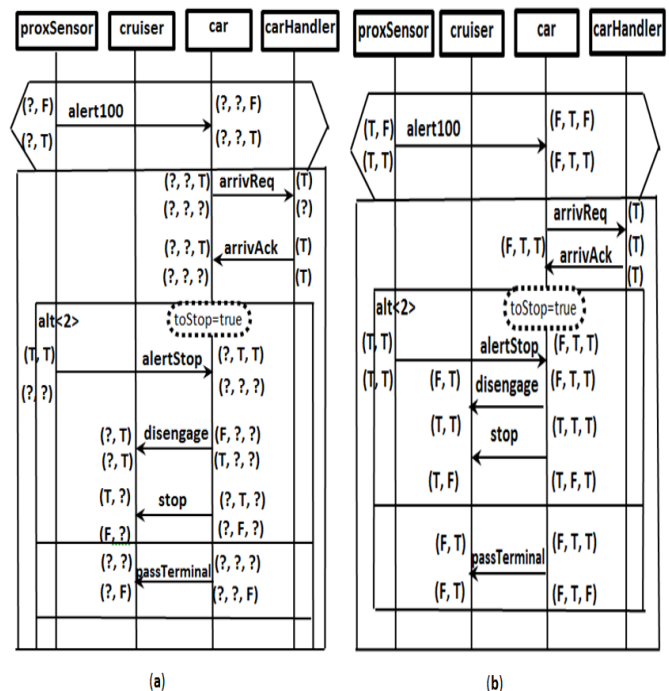 proxSensor cruiser car carHandler
(?, F) alert100 (?, ?, F)
(?, T) (?, ?, T)
(?, ?, T) arrivReq (T)
(?, ?, ?) (?)
(?, ?, T) arrivAck (T)
(?, ?, ?) (T)
alt<2> toStop=true
(T, T) alertStop (?, T, T)
(?, ?) (?, ?, ?)
(?, T) disengage (F, ?, ?)
(?, T) (T, ?, ?)
(T, ?) stop (?, T, ?)
(F, ?) (?, F, ?)
(?, ?) passTerminal (?, ?, ?)
(?, F) (?, ?, F)
(a)
proxSensor cruiser car carHandler
(T, F) alert100 (F, T, F)
(T, T) (F, T, T)
arrivReq (T)
(F, T, T) arrivAck (T)
(T)
alt<2> toStop=true
(T, T) alertStop (F, T, T)
(T, T) (F, T) disengage (F, T, T)
(T, T) stop (T, T, T)
(T, F) (T, F, T)
(F, T) passTerminal (F, T, T)
(F, T) (F, T, F)
(b)